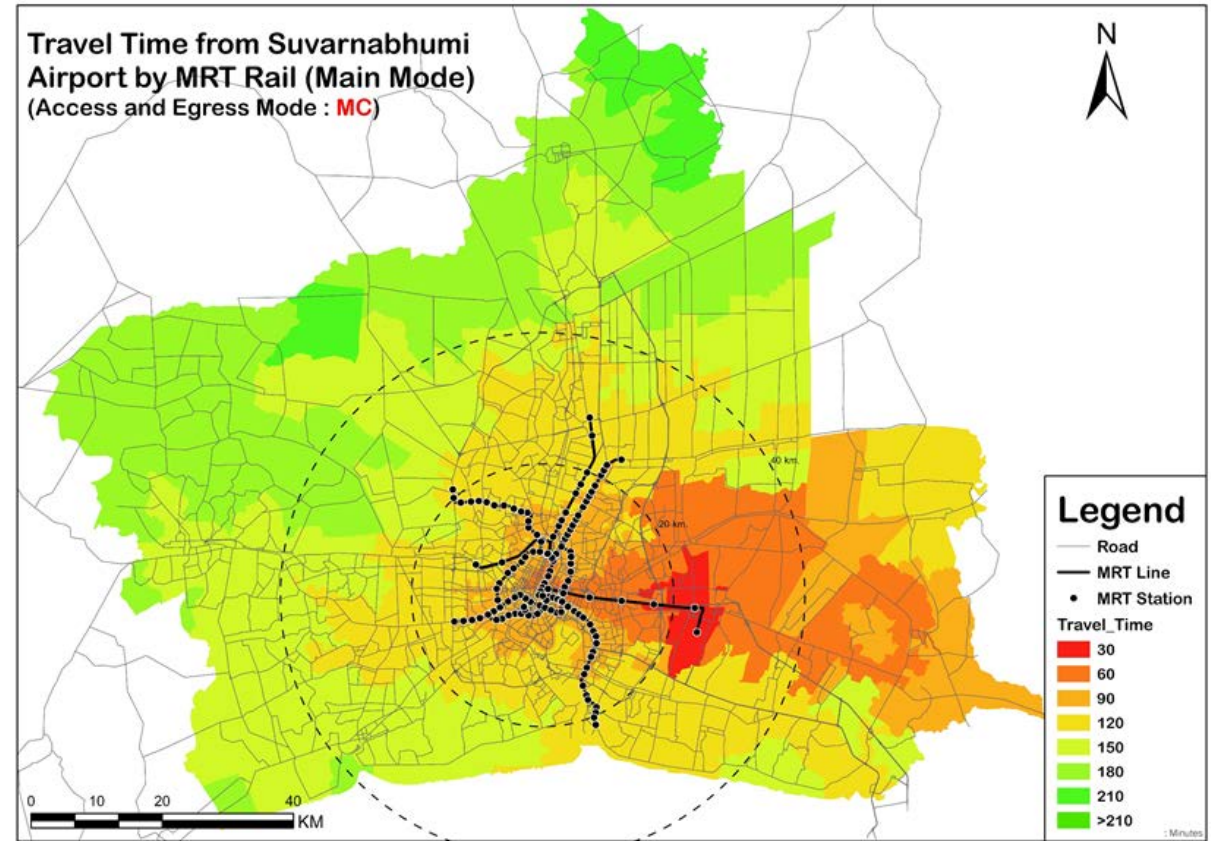 Travel Time from Suvarnabhumi
Airport by MRT Rail (Main Mode)
(Access and Egress Mode : MC)
N
40 km.
20 km.
Legend
Road
MRT Line
MRT Station
Travel_Time
30
60
90
120
150
180
210
>210
: Minutes
0 10 20 40
KM